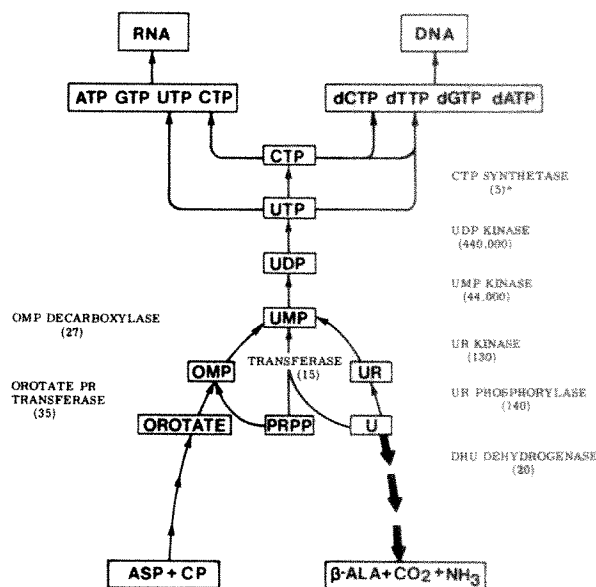 RNA
DNA
ATP GTP UTP CTP
dCTP dTTP dGTP dATP
CTP
CTP SYNTHETASE
(5)*
UTP
UDP KINASE
(440,000)
UDP
UMP KINASE
(44,000)
UMP
OMP DECARBOXYLASE
(27)
TRANSFERASE
(15)
UR KINASE
(130)
OMP
UR
OROTATE PR
TRANSFERASE
(35)
UR PHOSPHORYLASE
(140)
OROTATE
PRPP
U
DHU DEHYDROGENASE
(20)
ASP + CP
β-ALA+CO2+NH3